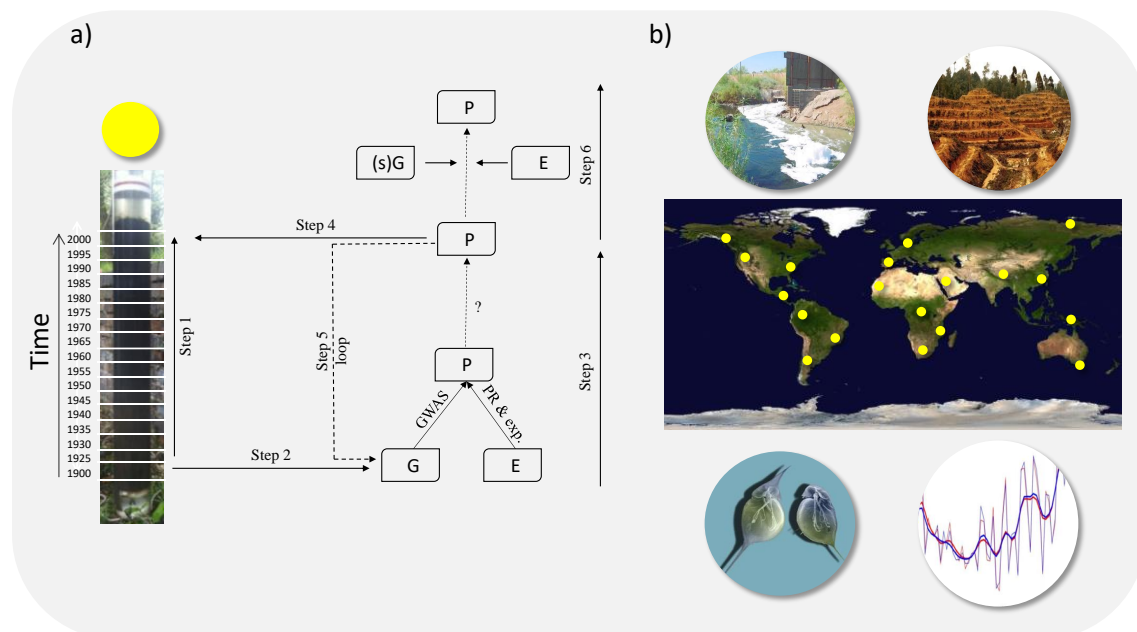 a)
b)
P
(s)G
E
Step 6
Step 4
P
2000
1995
1990
1985
1980
1975
1970
1965
1960
1955
1950
1945
1940
1935
1930
1925
1900
Time
Step 1
Step 5
loop
?
Step 3
P
GWAS
PR & exp.
Step 2
G
E